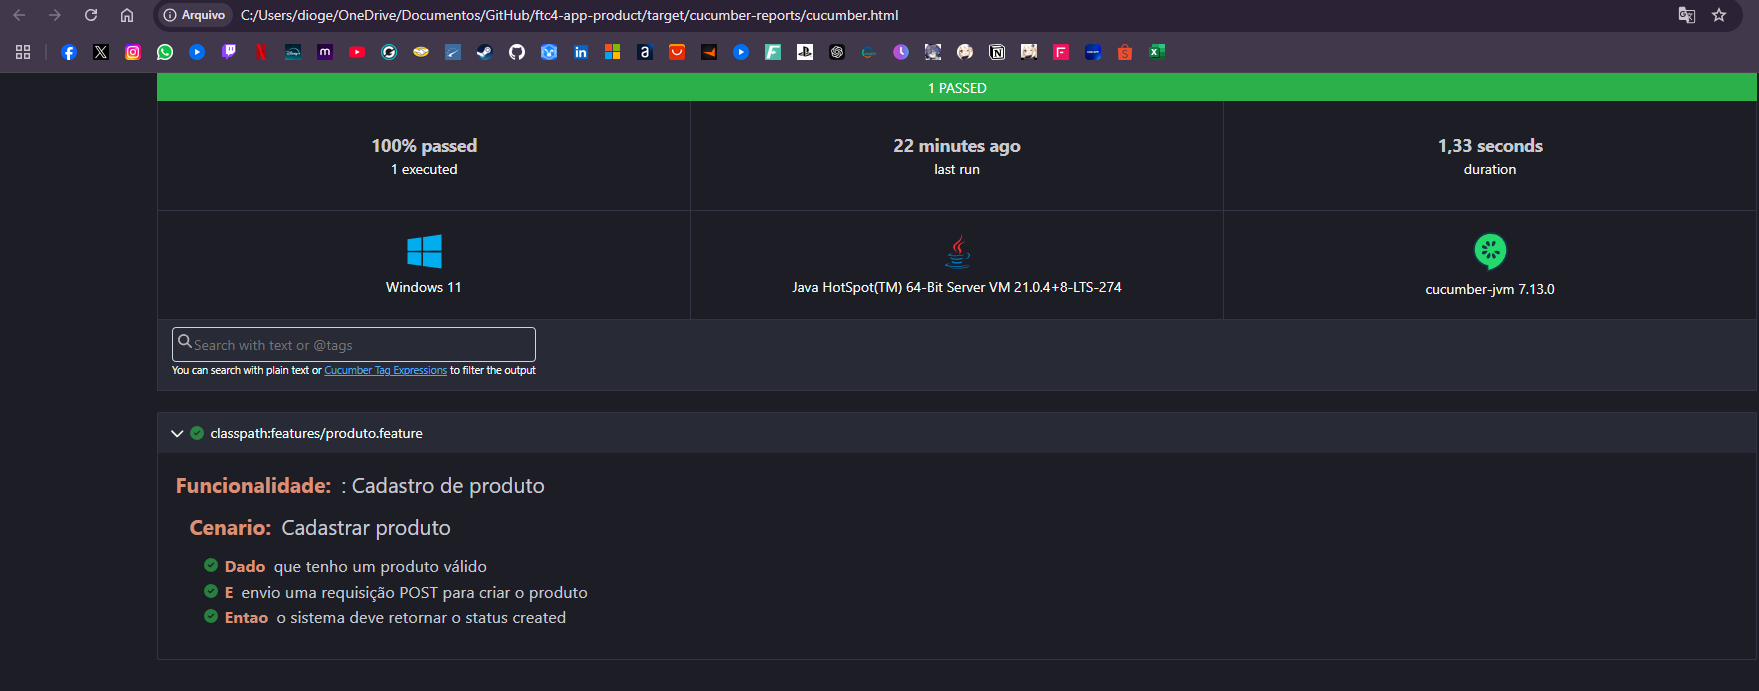 Arquivo C:/Users/dioge/OneDrive/Documentos/GitHub/ftc4-app-product/target/cucumber-reports/cucumber.html
1 PASSED
100% passed
1 executed
22 minutes ago
last run
1,33 seconds
duration
Windows 11
Java HotSpot(TM) 64-Bit Server VM 21.0.4+8-LTS-274
cucumber-jvm 7.13.0
Search with text or @tags
You can search with plain text or Cucumber Tag Expressions to filter the output
classpath:features/produto.feature
Funcionalidade: : Cadastro de produto
Cenario: Cadastrar produto
Dado que tenho um produto válido
E envio uma requisição POST para criar o produto
Entao o sistema deve retornar o status created